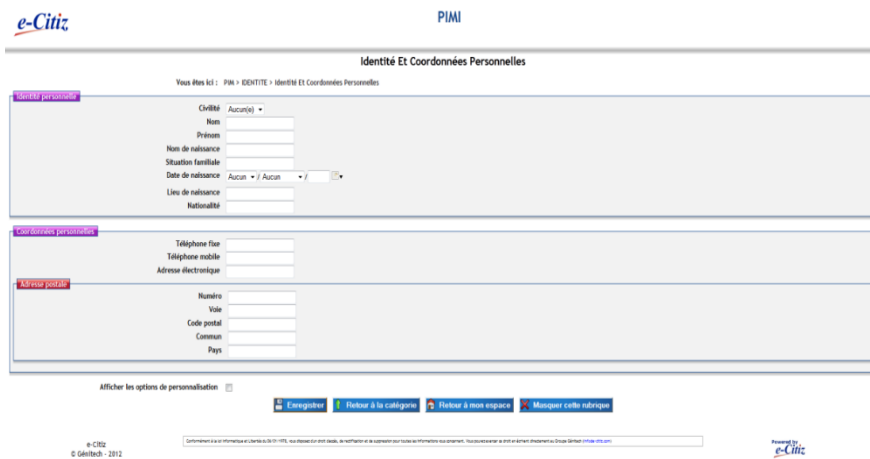 e-Citiz
PIMI
Identité Et Coordonnées Personnelles
Vous êtes ici : PIM > IDENTITE > Identité Et Coordonnées Personnelles
Identité personnelle
Civilité Aucun(e)
Nom
Prénom
Nom de naissance
Situation familiale
Date de naissance Aucun / Aucun /
Lieu de naissance
Nationalité
Coordonnées personnelles
Téléphone fixe
Téléphone mobile
Adresse électronique
Adresse postale
Numéro
Voie
Code postal
Commun
Pays
Afficher les options de personnalisation
Enregistrer Retour à la catégorie Retour à mon espace Masquer cette rubrique
e-Citiz
© Génitech - 2012
Powered by
e-Citiz